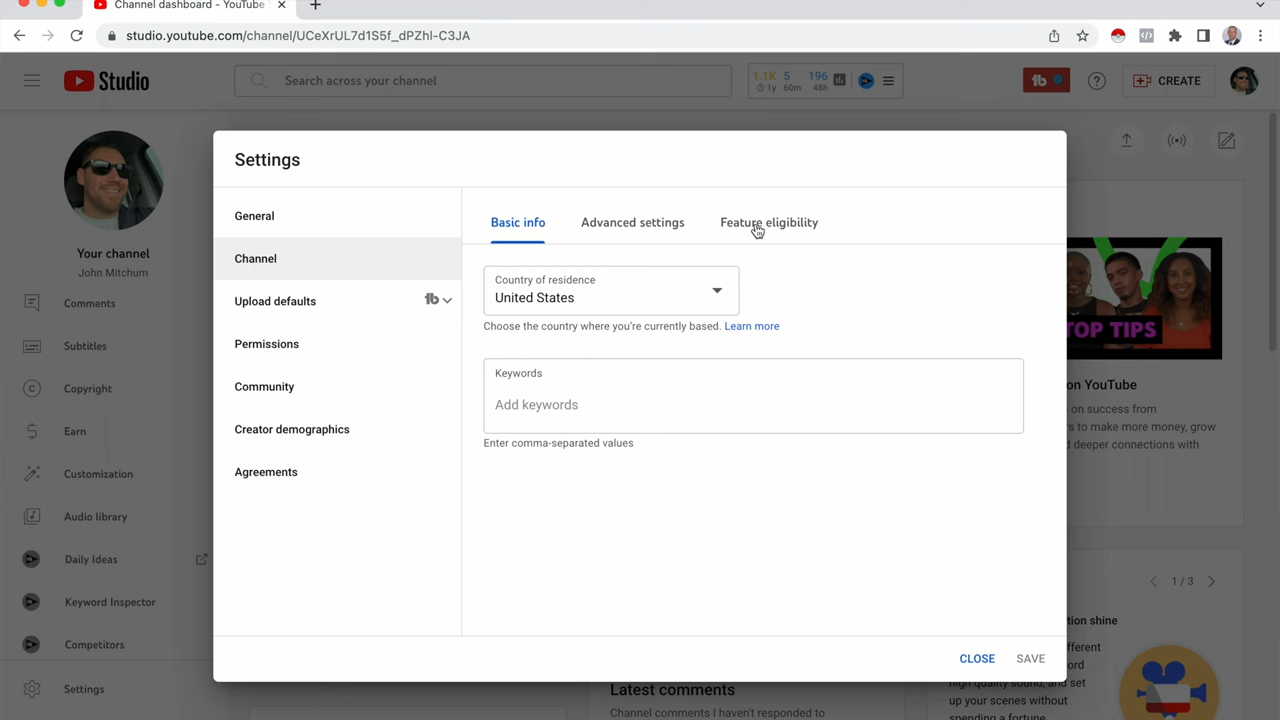 Channel dashboard - YouTube
studio.youtube.com/channel/UCeXrUL7d1S5f_dPZhl-C3JA
Studio
Search across your channel
1.1K 5 196
1y 60m 48h
tb
CREATE
Your channel
John Mitchum
Comments
Subtitles
Copyright
Earn
Customization
Audio library
Daily Ideas
Keyword Inspector
Competitors
Settings
Settings
General
Channel
Upload defaults
tb
Permissions
Community
Creator demographics
Agreements
Basic info
Advanced settings
Feature eligibility
Country of residence
United States
Choose the country where you're currently based. Learn more
Keywords
Add keywords
Enter comma-separated values
CLOSE
SAVE
TOP TIPS
on YouTube
s on success from
rs to make more money, grow
d deeper connections with
1 / 3
tion shine
fferent
ord
high quality sound, and set
up your scenes without
spending a fortune
Latest comments
Channel comments I haven't responded to